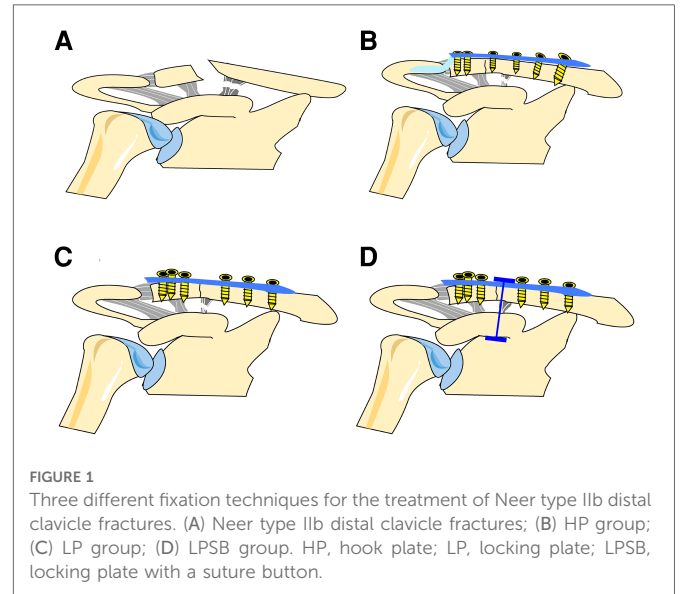 A
B
C
D
FIGURE 1
Three different fixation techniques for the treatment of Neer type IIb distal
clavicle fractures. (A) Neer type IIb distal clavicle fractures; (B) HP group;
(C) LP group; (D) LPSB group. HP, hook plate; LP, locking plate; LPSB,
locking plate with a suture button.